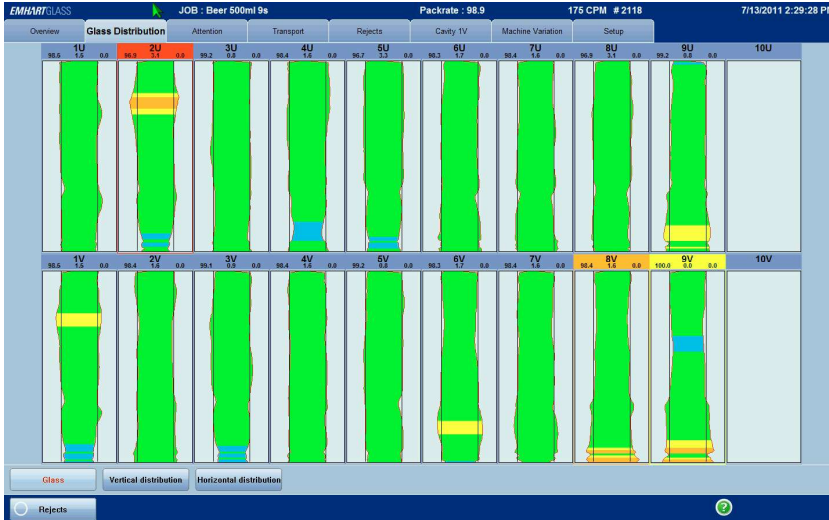 EMHARTGLASS JOB : Beer 500ml 9s Packrate : 98.9 175 CPM # 2118 7/13/2011 2:29:28 P
Overview Glass Distribution Attention Transport Rejects Cavity 1V Machine Variation Setup
1U 2U 3U 4U 5U 6U 7U 8U 9U 10U
98.5 1.5 0.0 96.9 3.1 0.0 99.2 0.8 0.0 98.4 1.6 0.0 96.7 3.3 0.0 98.3 1.7 0.0 98.4 1.6 0.0 96.9 3.1 0.0 99.2 0.8 0.0
1V 2V 3V 4V 5V 6V 7V 8V 9V 10V
98.5 1.5 0.0 98.4 1.6 0.0 99.1 0.9 0.0 98.4 1.6 0.0 99.2 0.8 0.0 98.3 1.7 0.0 98.4 1.6 0.0 98.4 1.6 0.0 100.0 0.0 0.0
Glass Vertical distribution Horizontal distribution
Rejects ?